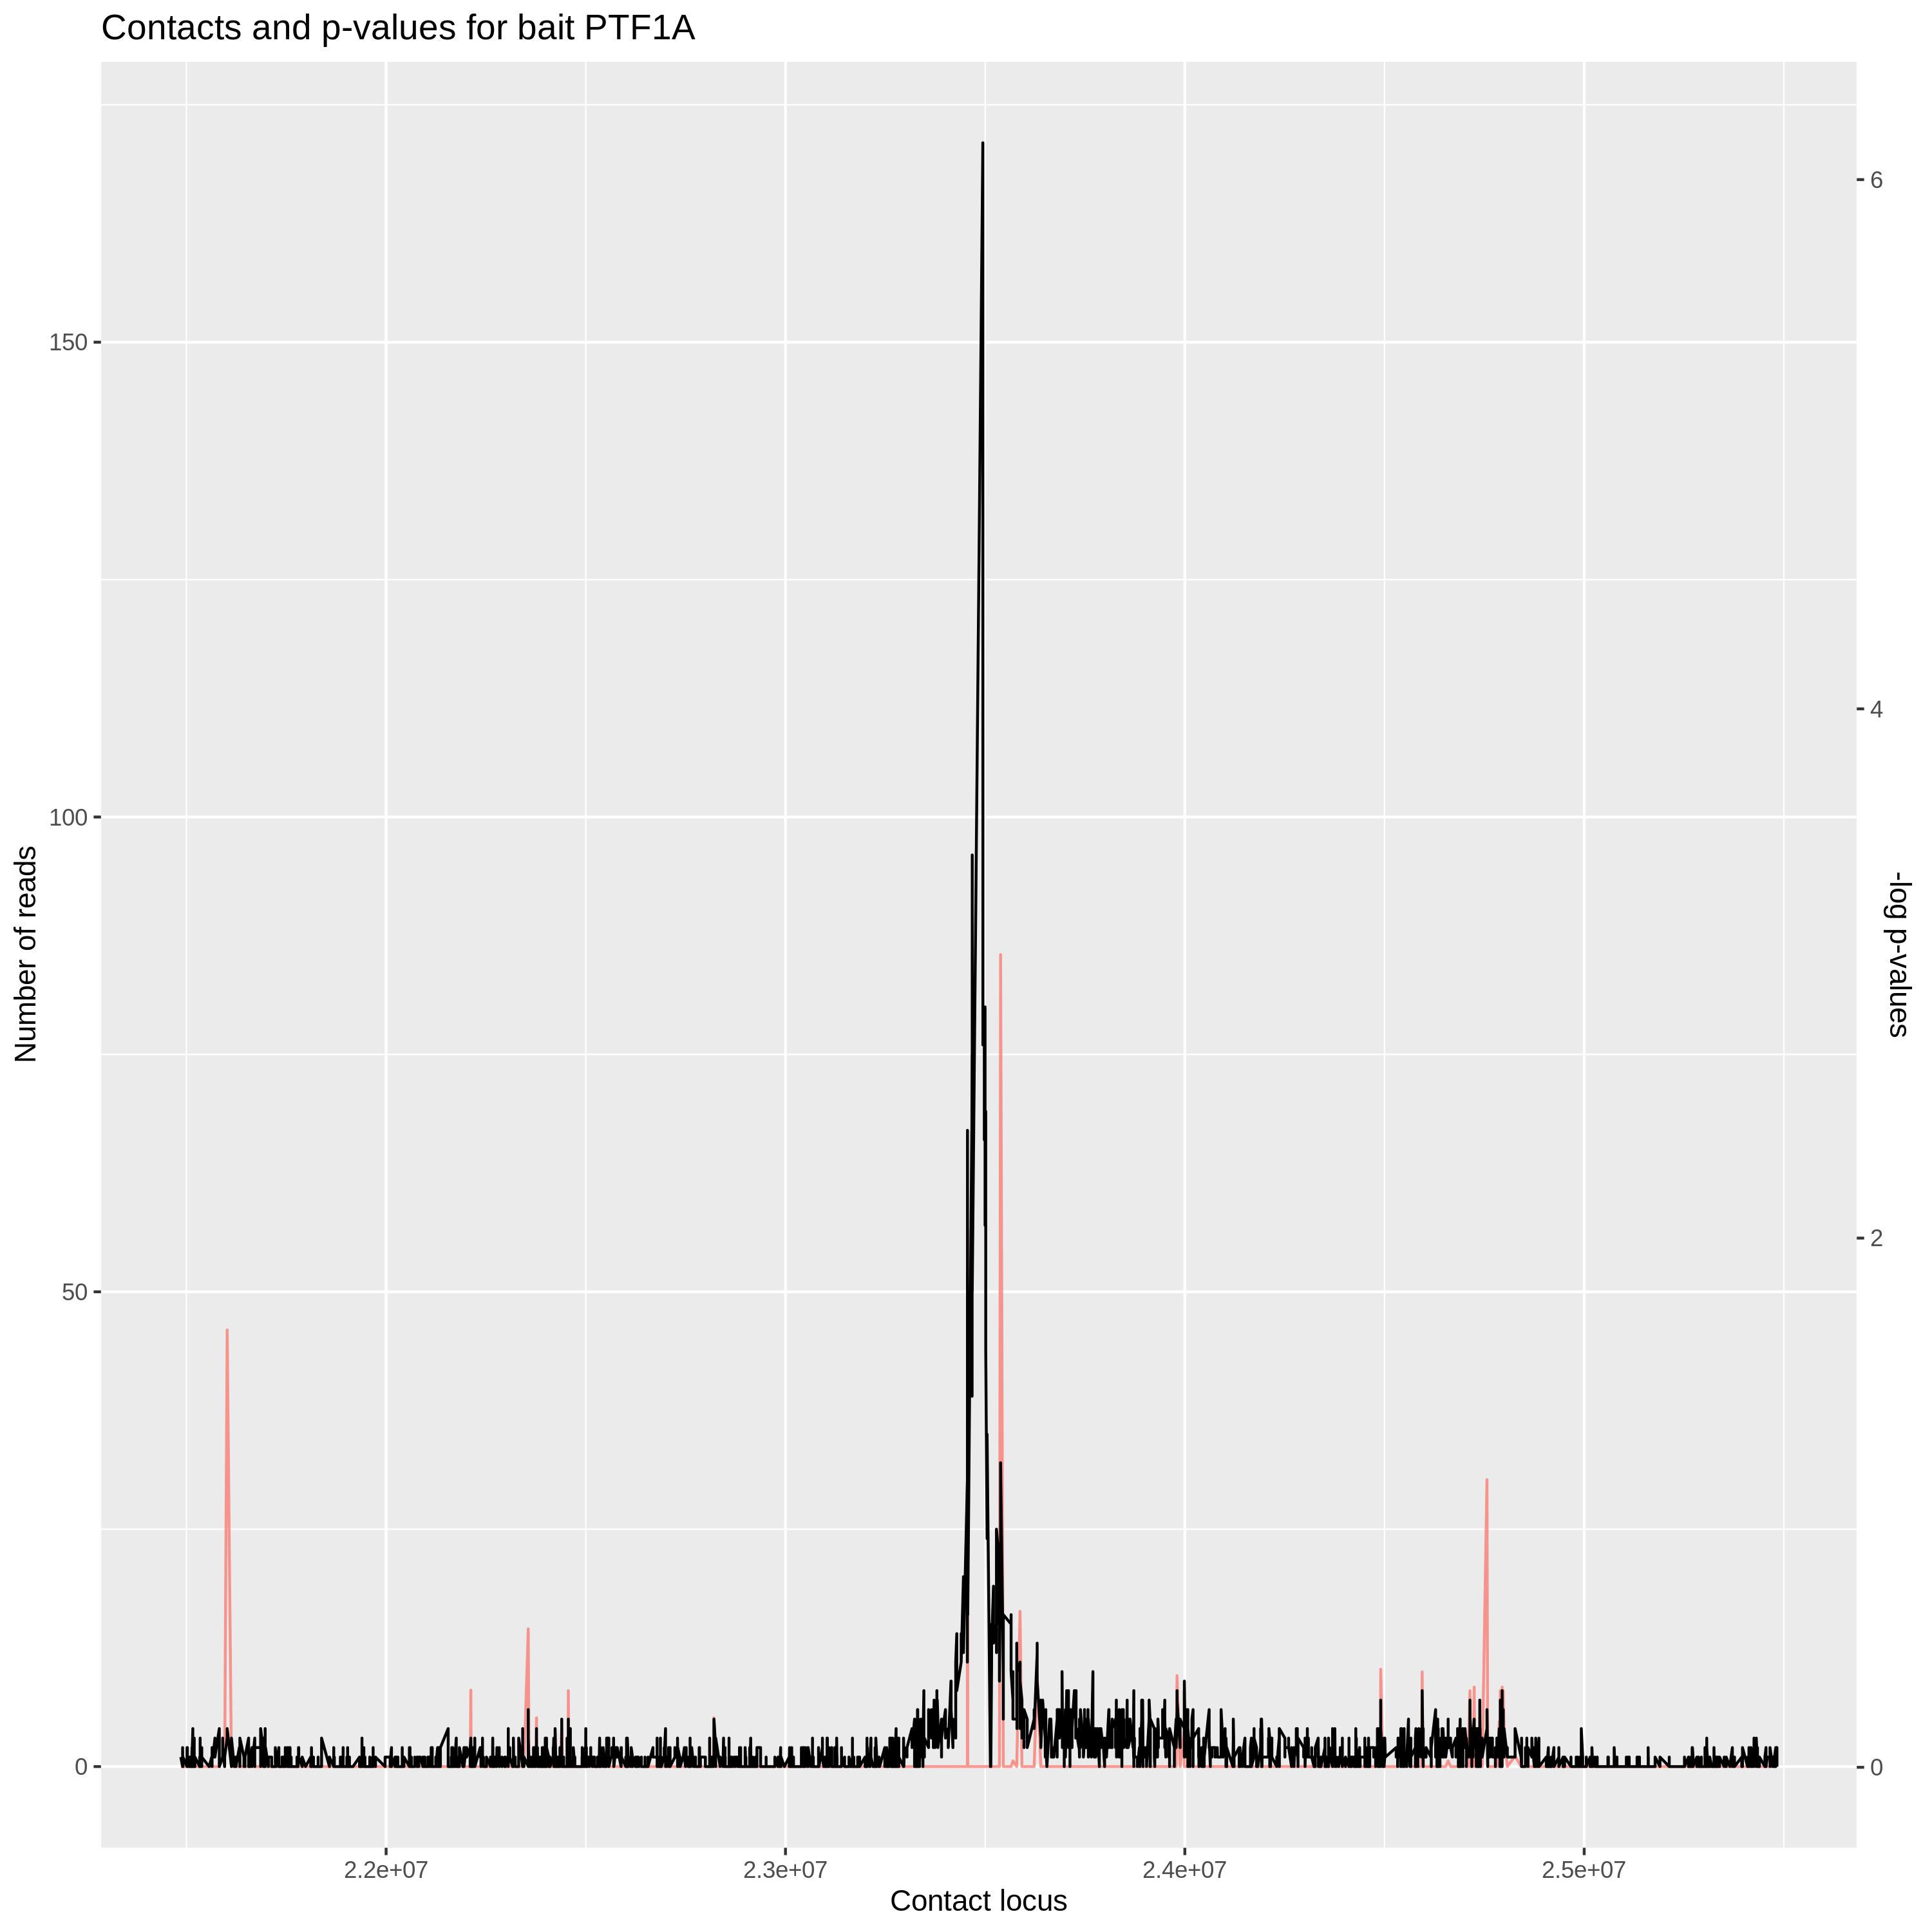 Contacts and p-values for bait PTF1A
150
100
50
0
Number of reads
6
4
2
0
-log p-values
2.2e+07
2.3e+07
2.4e+07
2.5e+07
Contact locus